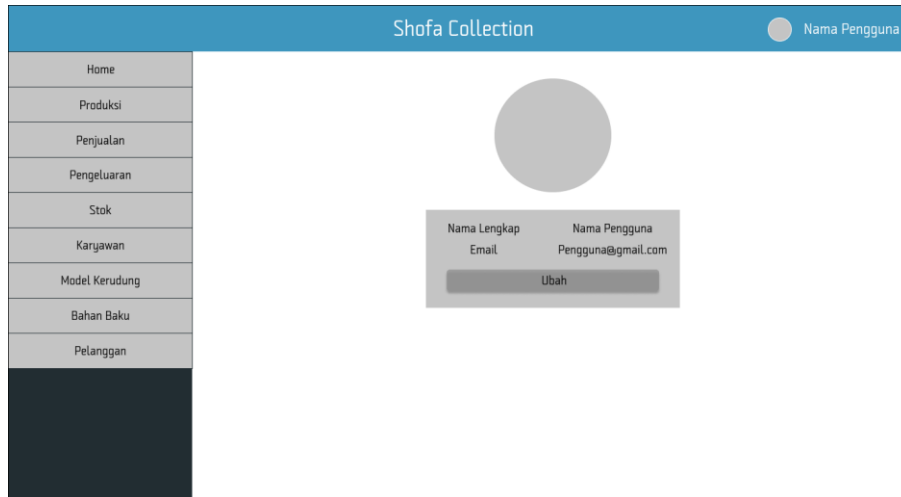 Shofa Collection
Nama Pengguna
Home
Produksi
Penjualan
Pengeluaran
Stok
Karyawan
Model Kerudung
Bahan Baku
Pelanggan
Nama Lengkap Nama Pengguna
Email Pengguna@gmail.com
Ubah